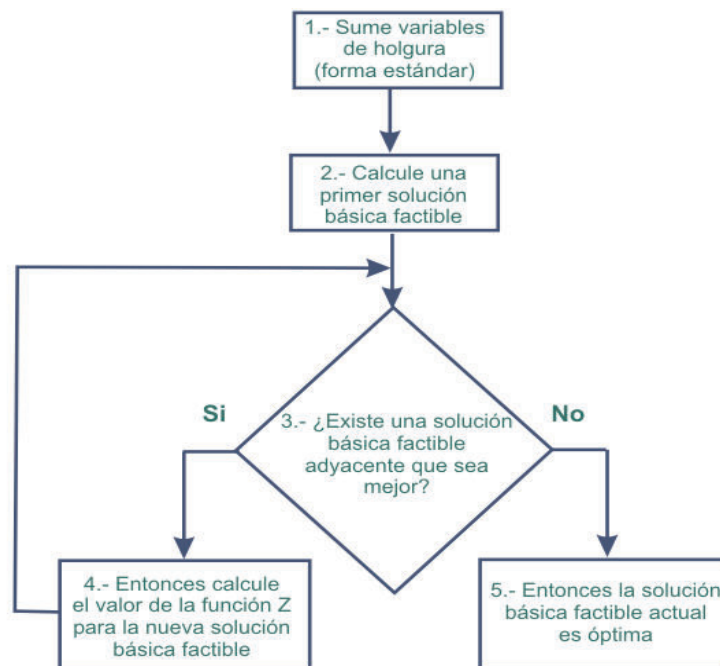 1.- Sume variables
de holgura
(forma estándar)
2.- Calcule una
primer solución
básica factible
Si
No
3.- ¿Existe una solución
básica factible
adyacente que sea
mejor?
4.- Entonces calcule
el valor de la función Z
para la nueva solución
básica factible
5.- Entonces la solución
básica factible actual
es óptima